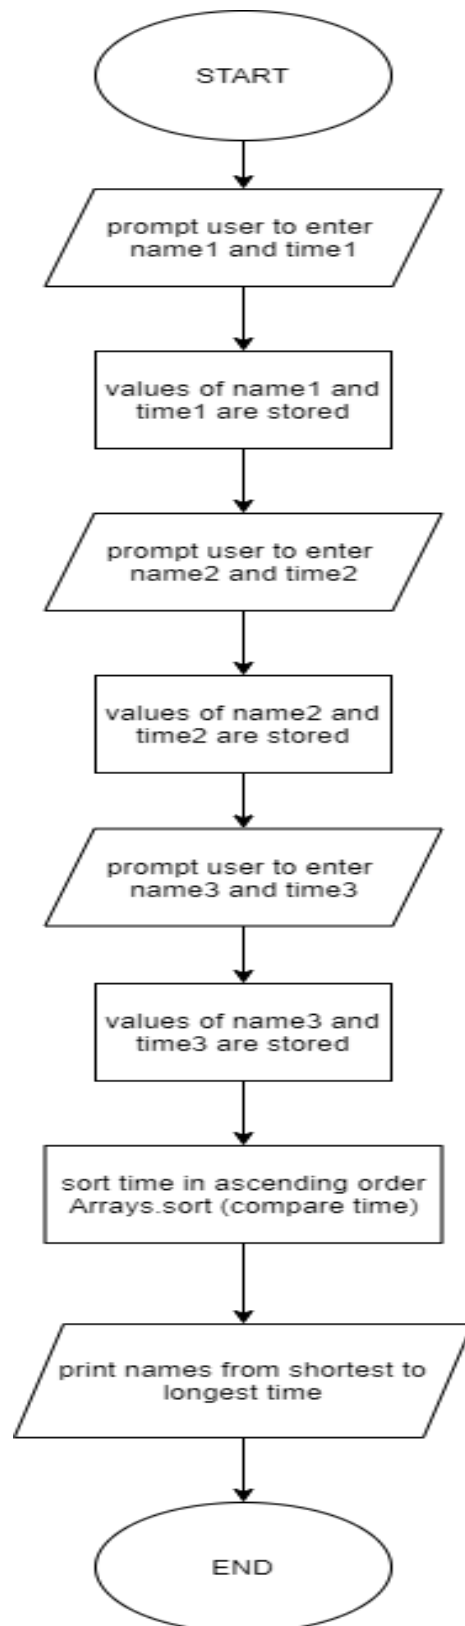 START
prompt user to enter
name1 and time1
values of name1 and
time1 are stored
prompt user to enter
name2 and time2
values of name2 and
time2 are stored
prompt user to enter
name3 and time3
values of name3 and
time3 are stored
sort time in ascending order
Arrays.sort (compare time)
print names from shortest to
longest time
END